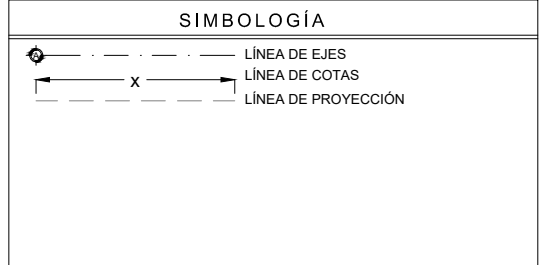 SIMBOLOGÍA
A LÍNEA DE EJES
X LÍNEA DE COTAS
LÍNEA DE PROYECCIÓN